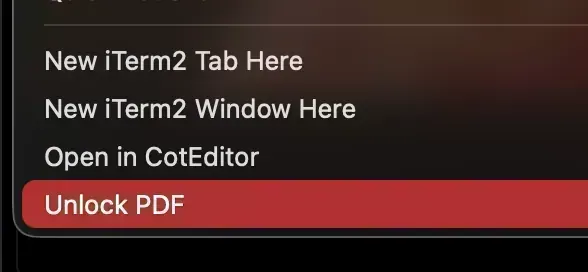 New iTerm2 Tab Here
New iTerm2 Window Here
Open in CotEditor
Unlock PDF